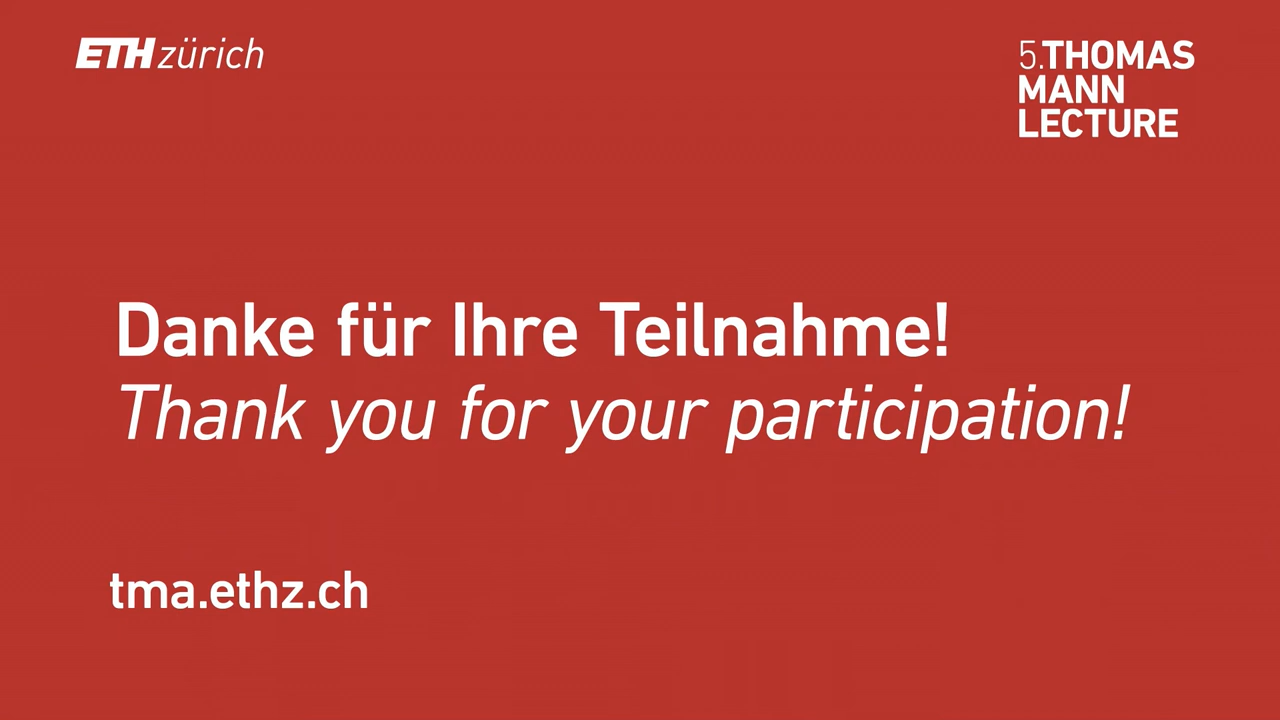 ETH zürich
5. THOMAS
MANN
LECTURE
Danke für Ihre Teilnahme!
Thank you for your participation!
tma.ethz.ch